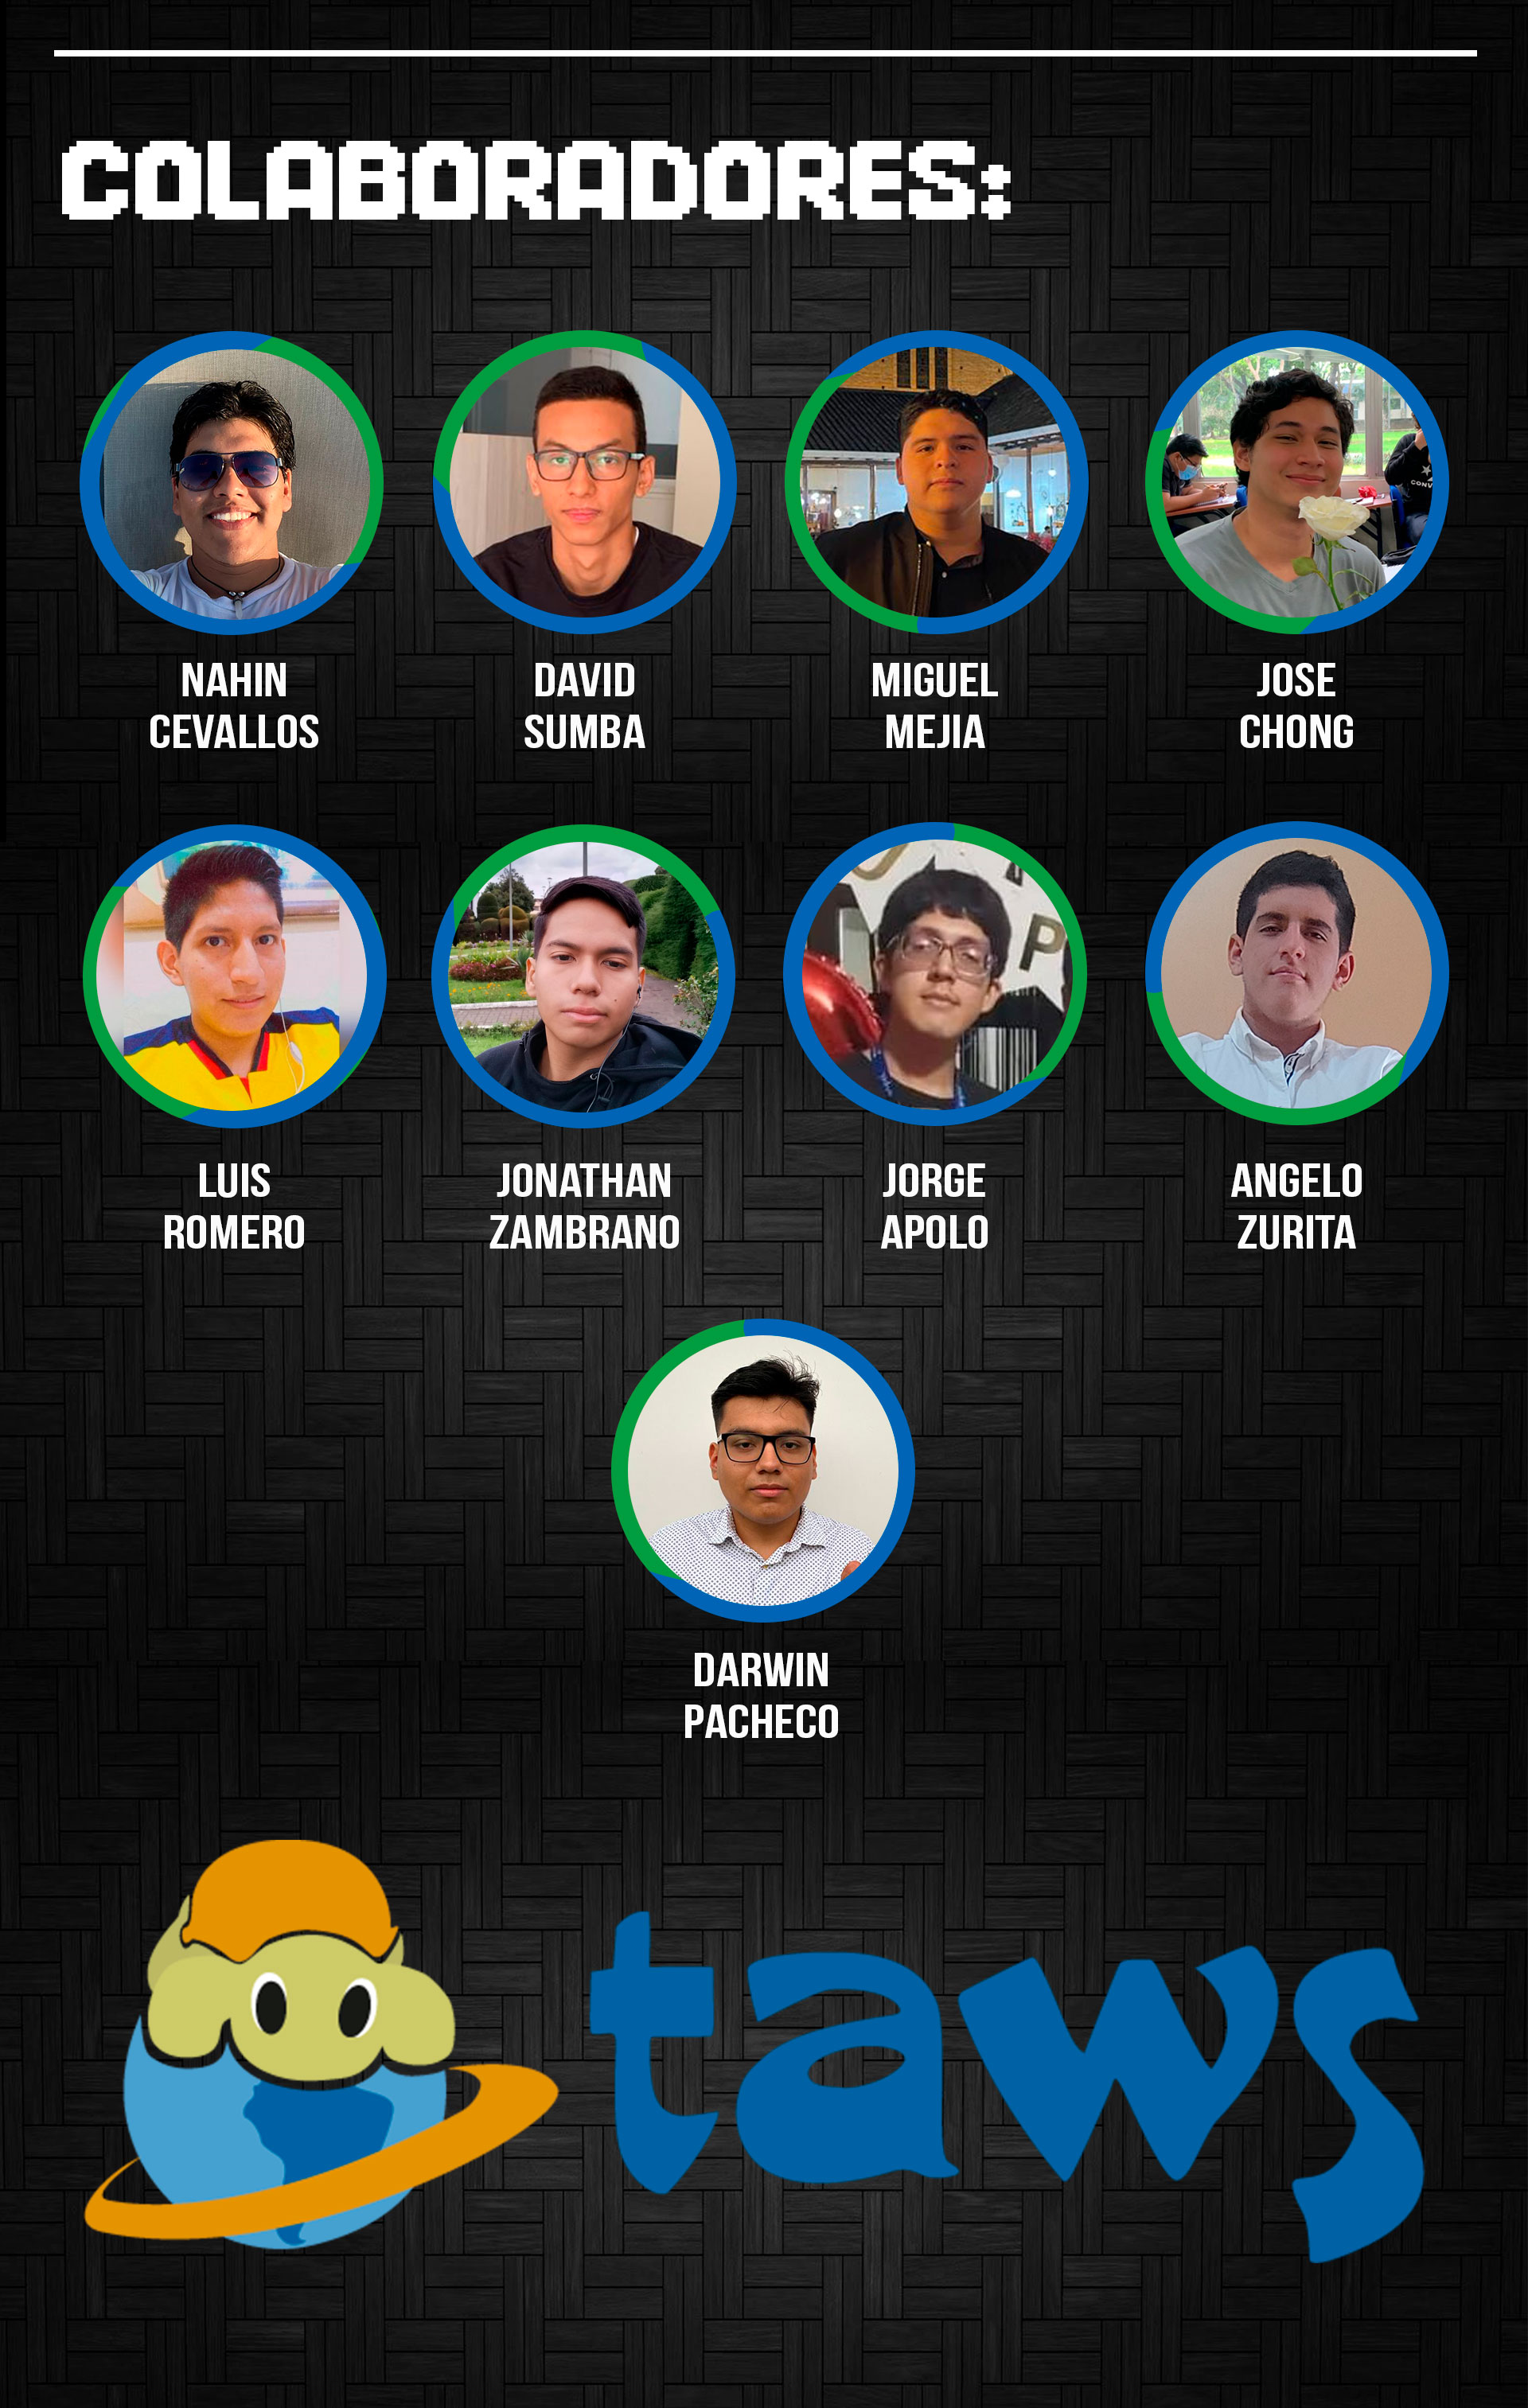 COLABORADORES:
NAHIN
CEVALLOS
DAVID
SUMBA
MIGUEL
MEJIA
JOSE
CHONG
CONV
P
LUIS
ROMERO
JONATHAN
ZAMBRANO
JORGE
APOLO
ANGELO
ZURITA
DARWIN
PACHECO
taws